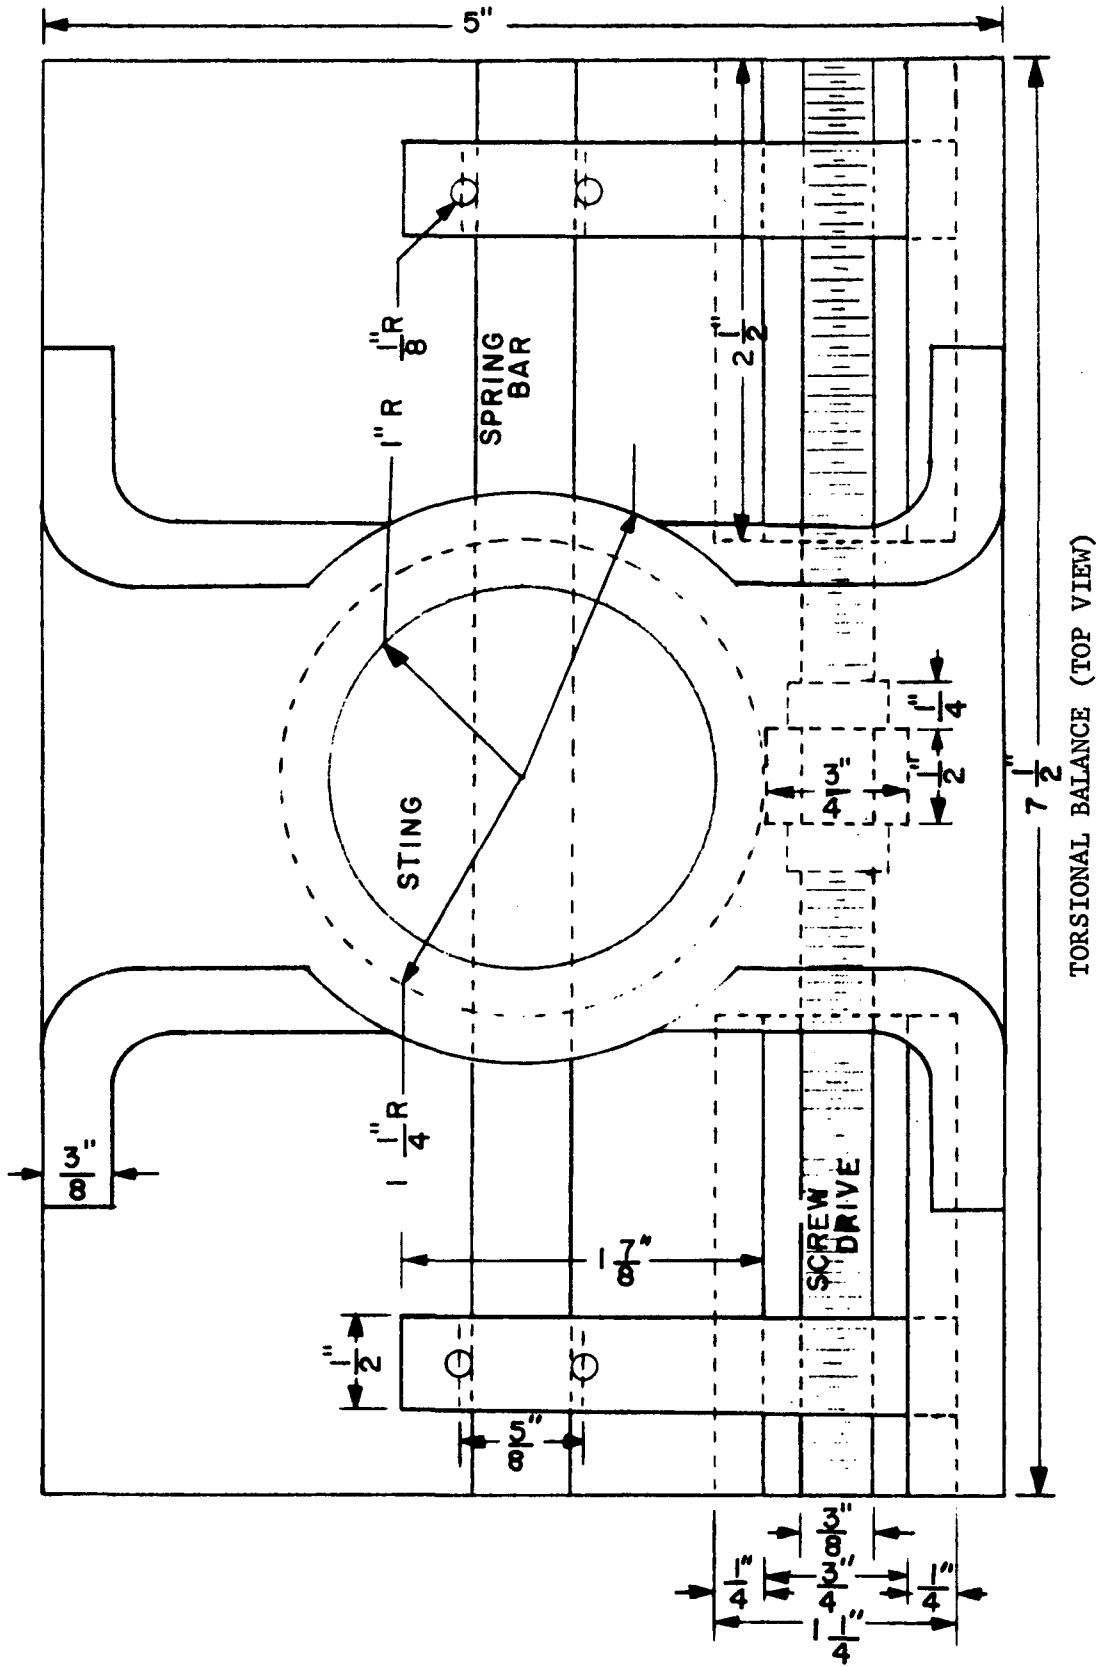 5"
1/8" R
1" R
SPRING
BAR
2 1/2"
STING
1 1/4" R
3/4"
1/4"
1/2"
7 1/2"
3/8"
1 7/8"
1/2"
5/8"
SCREW
DRIVE
3/8"
1/4"
3/4"
1/4"
1 1/4"
TORSIONAL BALANCE (TOP VIEW)